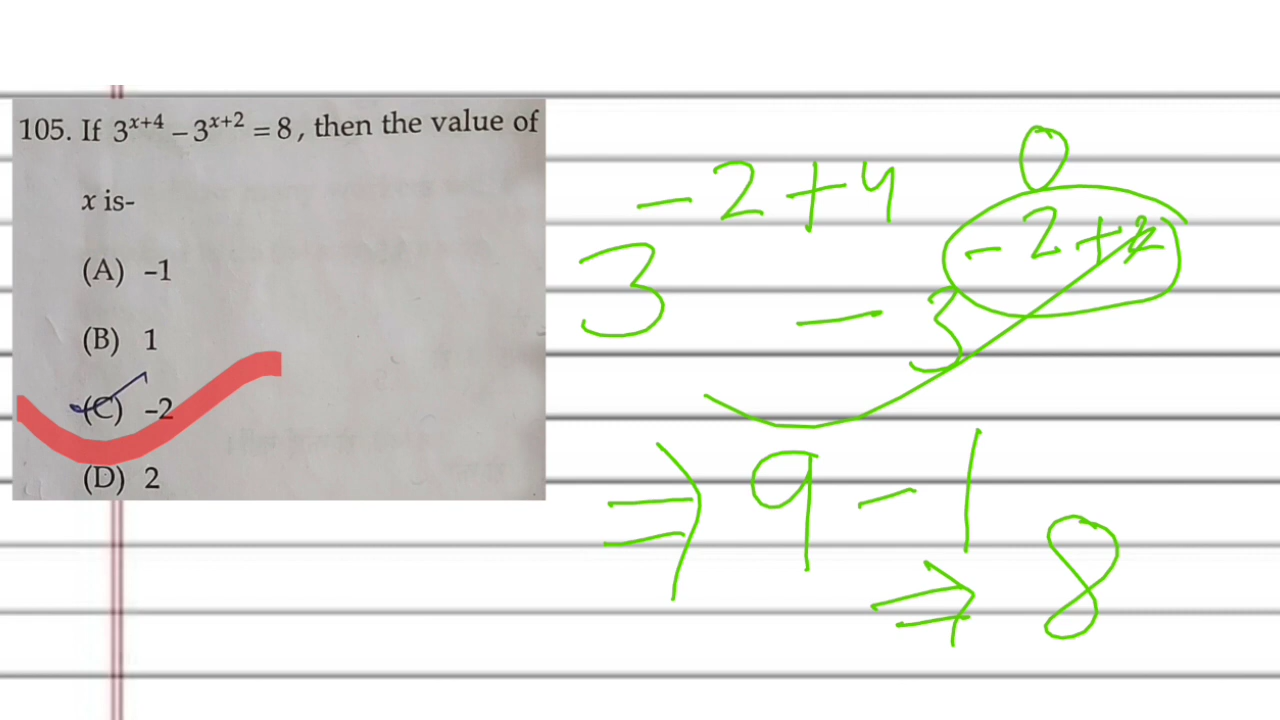 105. If 3^{x+4} – 3^{x+2} = 8, then the value of
x is-
(A) –1
(B) 1
(C) –2
(D) 2
3^{-2+4} – 3^{-2+2} 0
⇒ 9 – 1
⇒ 8